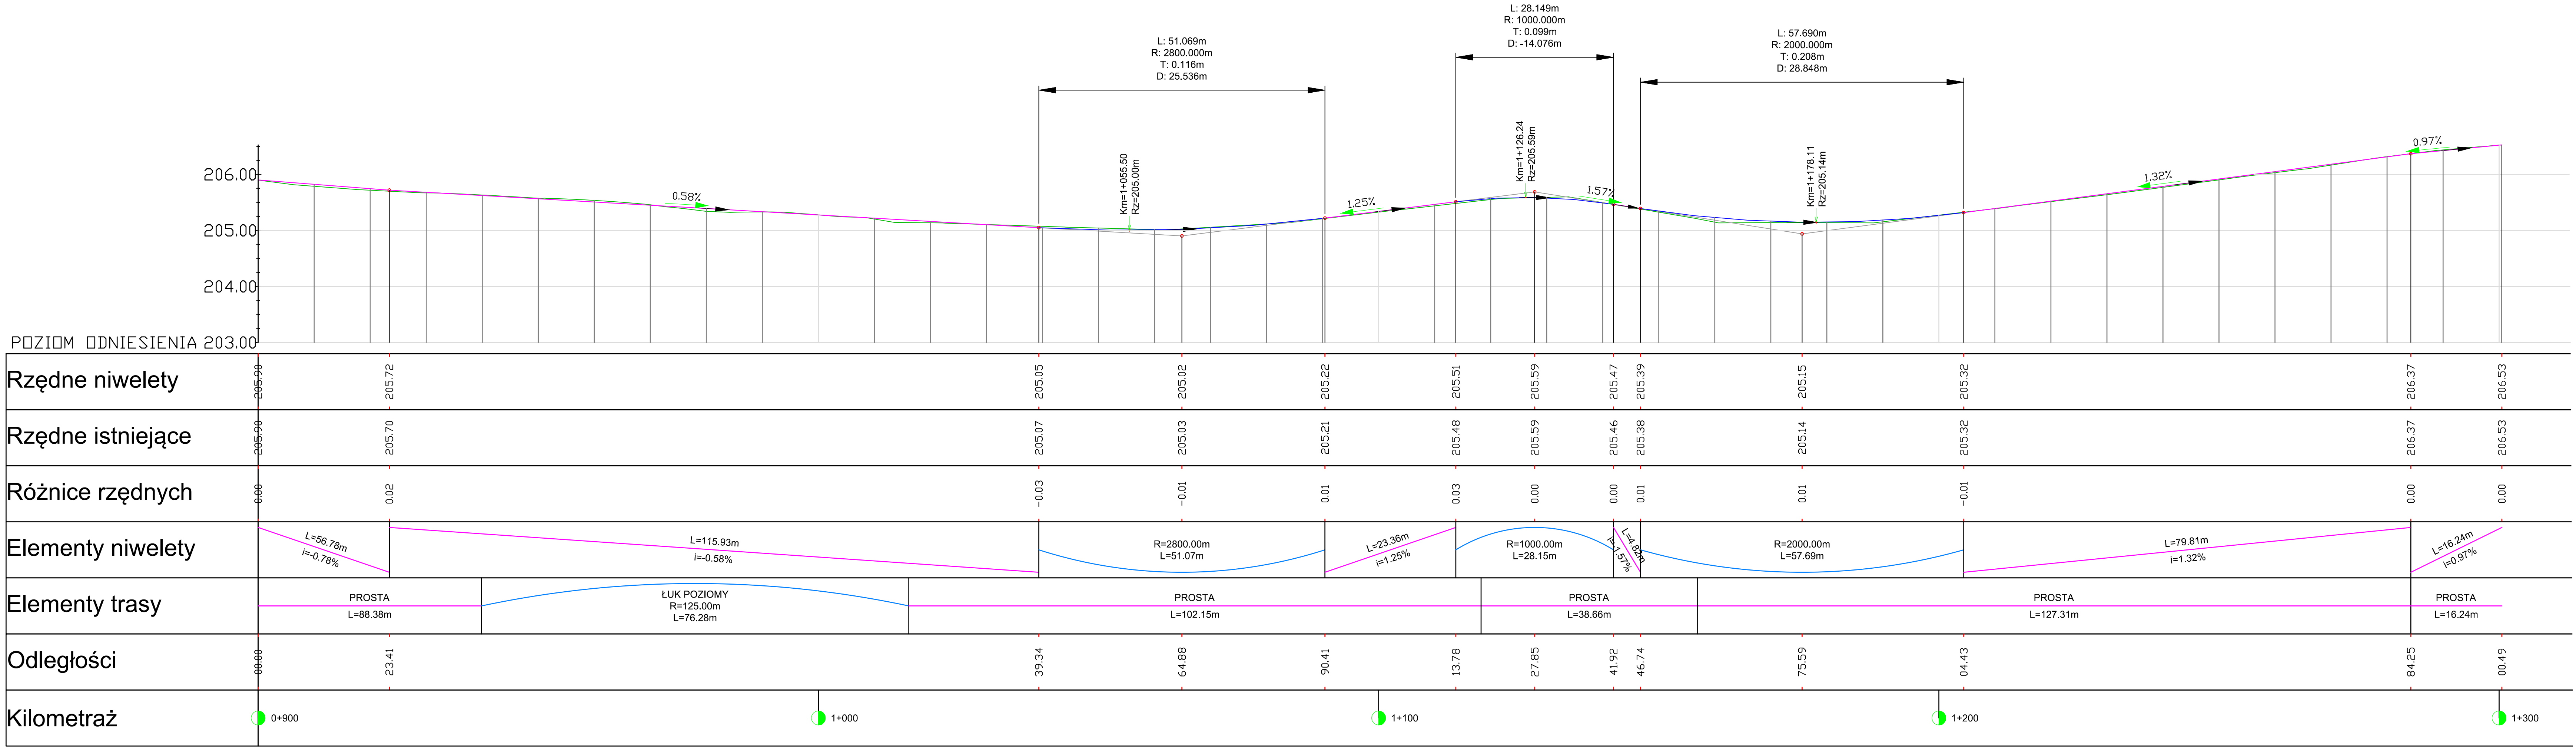 L: 51.069m
R: 2800.000m
T: 0.116m
D: 25.536m
L: 28.149m
R: 1000.000m
T: 0.099m
D: -14.076m
L: 57.690m
R: 2000.000m
T: 0.208m
D: 28.848m
0.58%
Km=1+055.50
Rz=205.00m
1.25%
Km=1+126.24
Rz=205.59m
1.57%
Km=1+178.11
Rz=205.14m
1.32%
0.97%
206.00
205.00
204.00
POZIOM ODNIESIENIA 203.00
Rzędne niwelety 205.90 205.72 205.05 205.02 205.22 205.51 205.59 205.47 205.39 205.15 205.32 206.37 206.53
Rzędne istniejące 205.90 205.70 205.07 205.03 205.21 205.48 205.59 205.46 205.38 205.14 205.32 206.37 206.53
Różnice rzędnych 0.00 0.02 -0.03 -0.01 0.01 0.03 0.00 0.00 0.01 0.01 -0.01 0.00 0.00
Elementy niwelety
L=56.78m
i=-0.78%
L=115.93m
i=-0.58%
R=2800.00m
L=51.07m
L=23.36m
i=1.25%
R=1000.00m
L=28.15m
L=4.82m
i=-1.57%
R=2000.00m
L=57.69m
L=79.81m
i=1.32%
L=16.24m
i=0.97%
Elementy trasy
PROSTA
L=88.38m
ŁUK POZIOMY
R=125.00m
L=76.28m
PROSTA
L=102.15m
PROSTA
L=38.66m
PROSTA
L=127.31m
PROSTA
L=16.24m
Odległości 00.00 23.41 39.34 64.88 90.41 13.78 27.85 41.92 46.74 75.59 04.43 84.25 00.49
Kilometraż 0+900 1+000 1+100 1+200 1+300